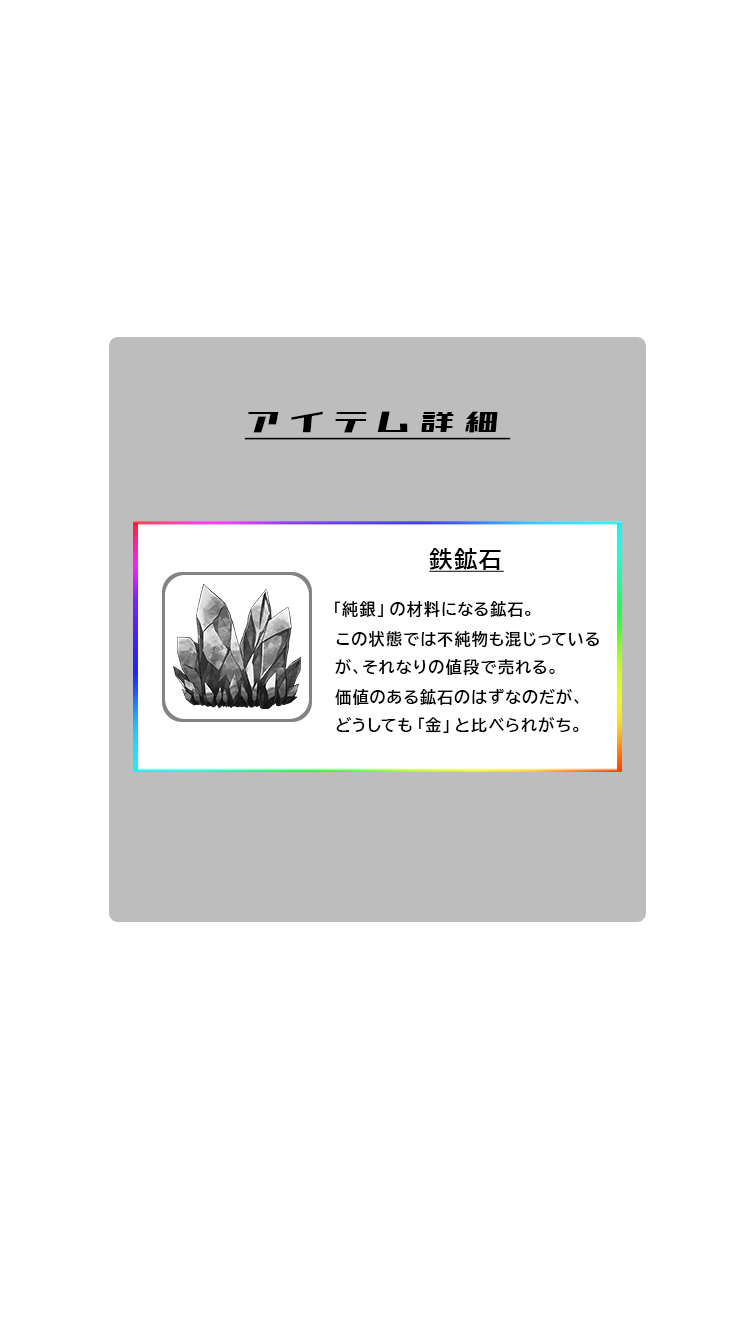 アイテム詳細
鉄鉱石
「純銀」の材料になる鉱石。
この状態では不純物も混じっている
が、それなりの値段で売れる。
価値のある鉱石のはずなのだが、
どうしても「金」と比べられがち。